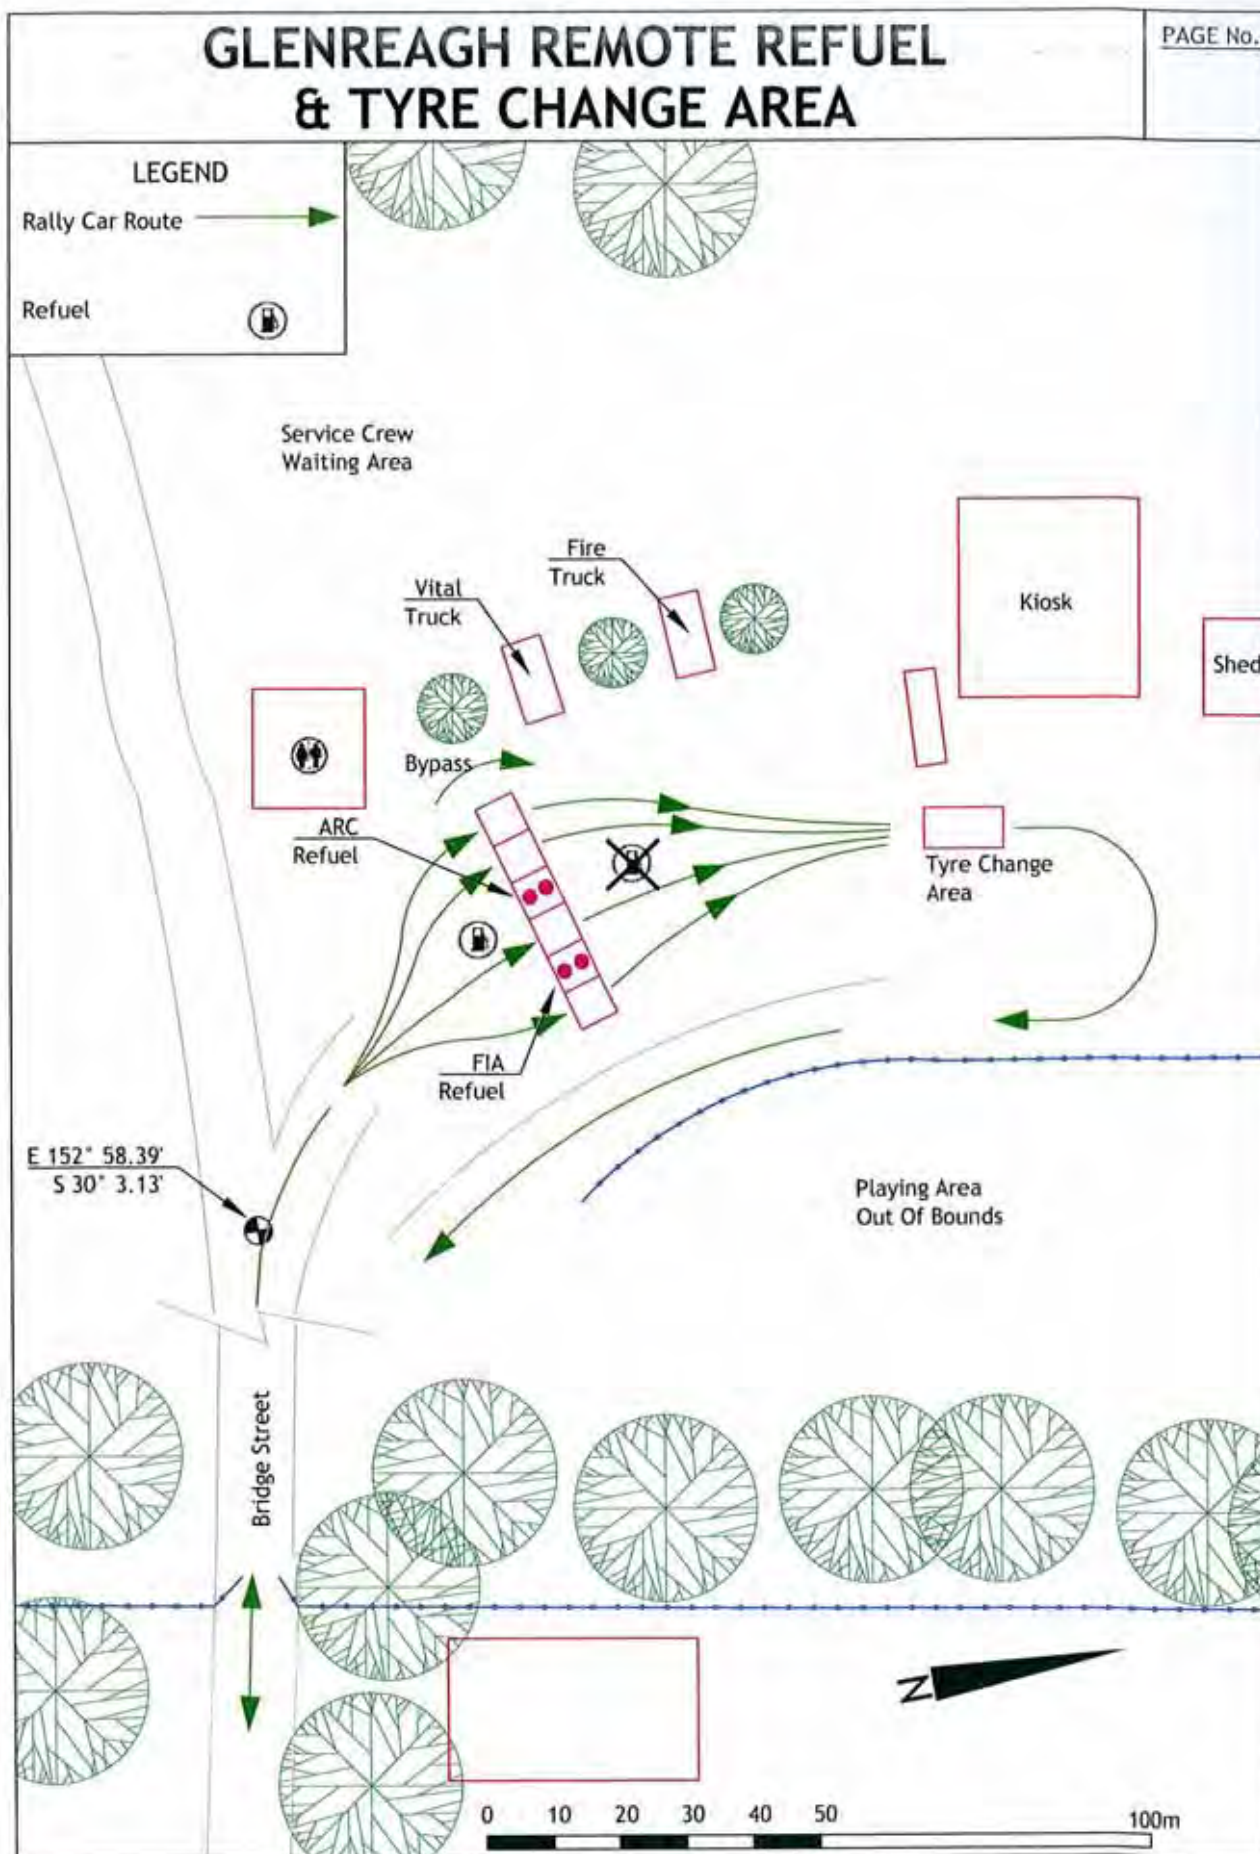 GLENREAGH REMOTE REFUEL
& TYRE CHANGE AREA
PAGE No.
LEGEND
Rally Car Route
Refuel
Service Crew
Waiting Area
Fire
Truck
Vital
Truck
Kiosk
Shed
Bypass
ARC
Refuel
Tyre Change
Area
FIA
Refuel
E 152° 58.39'
S 30° 3.13'
Playing Area
Out Of Bounds
Bridge Street
N
0 10 20 30 40 50 100m